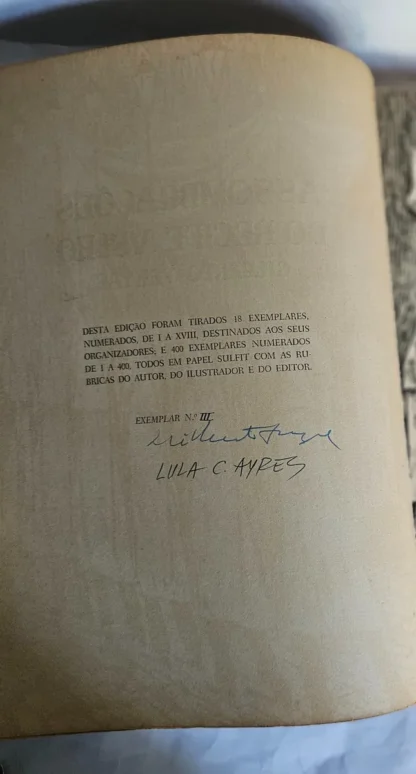 DESTA EDIÇÃO FORAM TIRADOS 18 EXEMPLARES,
NUMERADOS, DE I A XVIII, DESTINADOS AOS SEUS
ORGANIZADORES; E 400 EXEMPLARES NUMERADOS
DE I A 400, TODOS EM PAPEL SULFIT COM AS RU-
BRICAS DO AUTOR, DO ILUSTRADOR E DO EDITOR.
EXEMPLAR N.º III
LULA C. AYRES